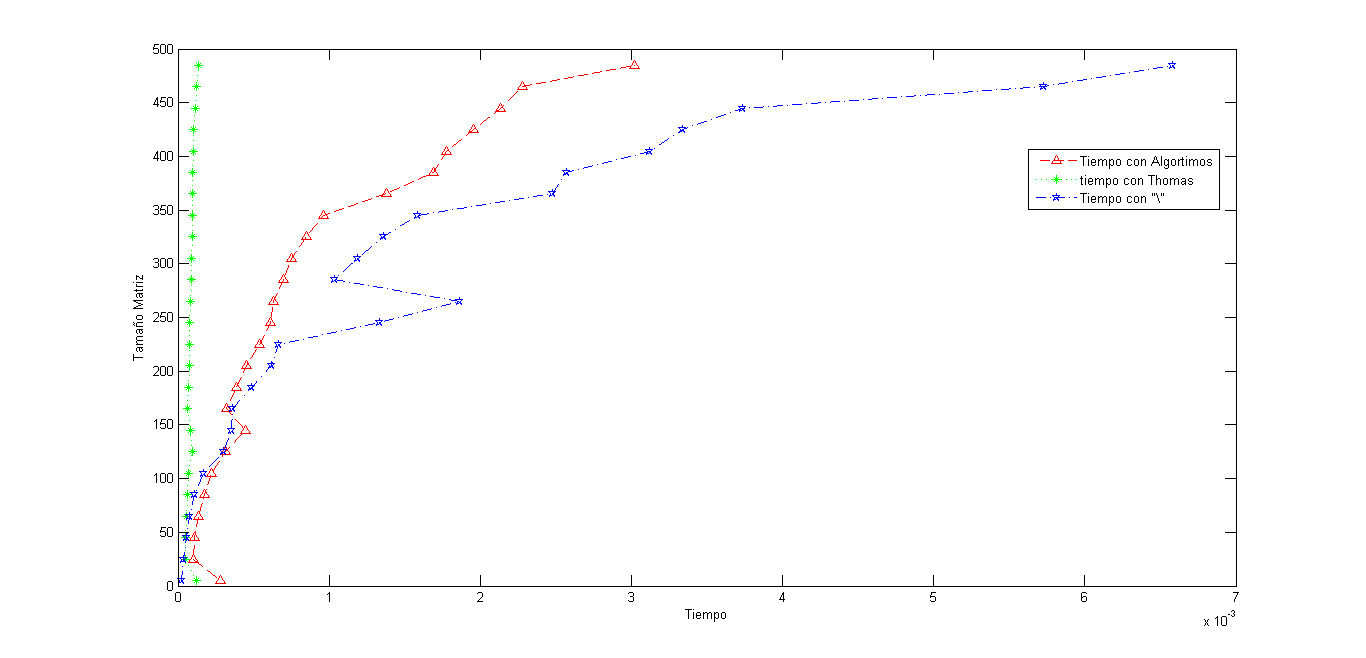 500
450
400
350
300
250
200
150
100
50
0
Tamaño Matriz
Tiempo con Algortimos
tiempo con Thomas
Tiempo con "\"
0 1 2 3 4 5 6 7
Tiempo
x 10^-3